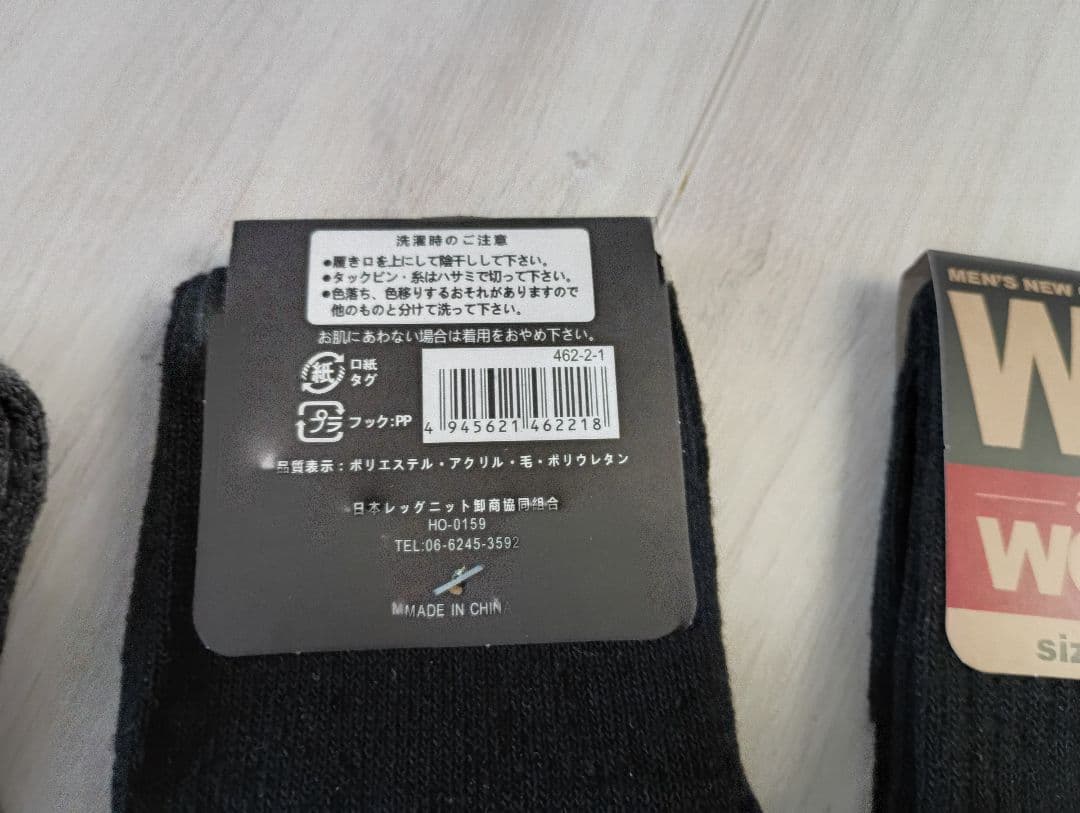 洗濯時のご注意
●履き口を上にして陰干しして下さい。
●タックピン・糸はハサミで切って下さい。
●色落ち、色移りするおそれがありますので
他のものと分けて洗って下さい。
お肌にあわない場合は着用をおやめ下さい。
462-2-1
紙 口紙
タグ
プラ フック:PP
4 945621 462218
品質表示:ポリエステル・アクリル・毛・ポリウレタン
日本レッグニット卸商協同組合
HO-0159
TEL:06-6245-3592
MADE IN CHINA
MEN'S NEW
W